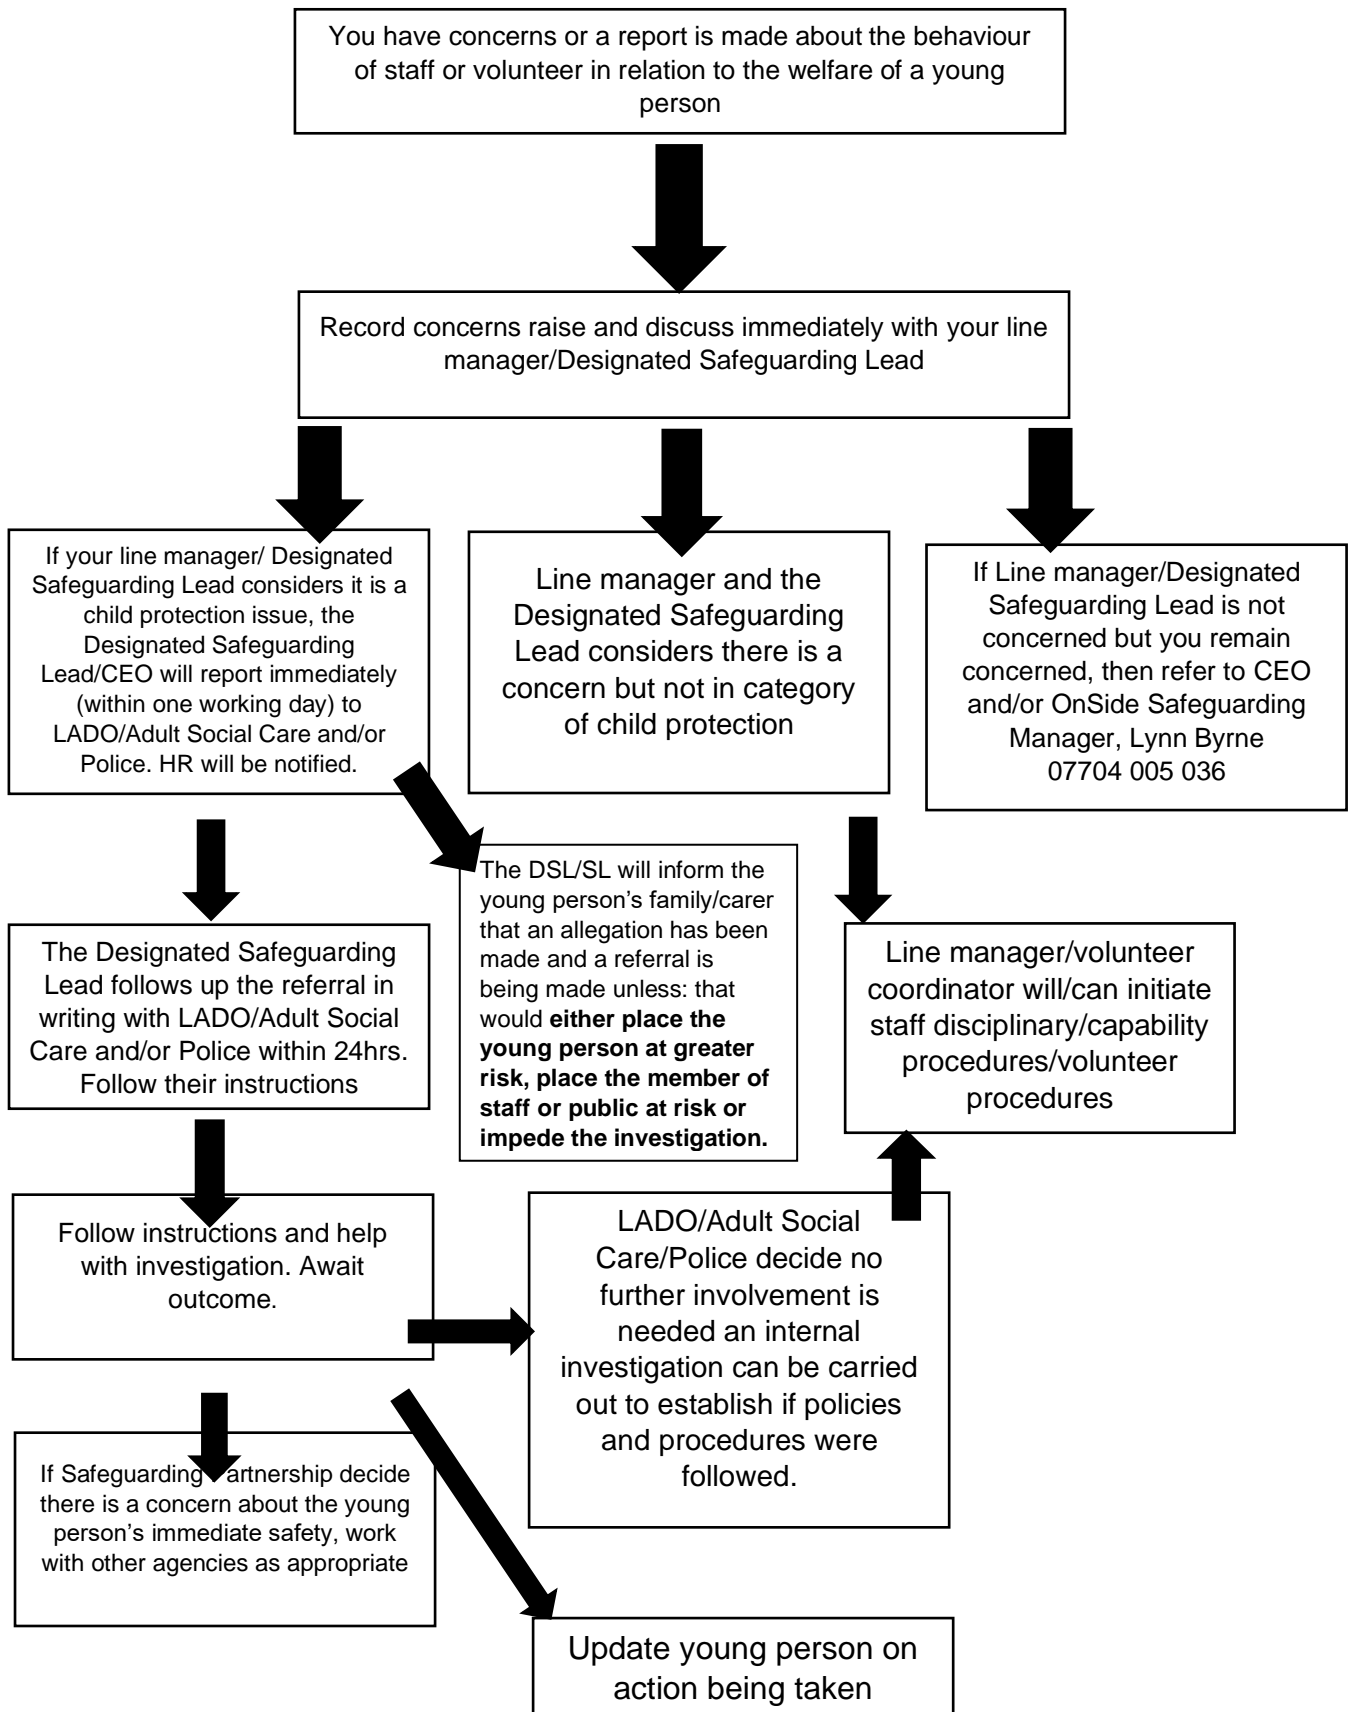 You have concerns or a report is made about the behaviour
of staff or volunteer in relation to the welfare of a young
person
Record concerns raise and discuss immediately with your line
manager/Designated Safeguarding Lead
If your line manager/ Designated
Safeguarding Lead considers it is a
child protection issue, the
Designated Safeguarding
Lead/CEO will report immediately
(within one working day) to
LADO/Adult Social Care and/or
Police. HR will be notified.
Line manager and the
Designated Safeguarding
Lead considers there is a
concern but not in category
of child protection
If Line manager/Designated
Safeguarding Lead is not
concerned but you remain
concerned, then refer to CEO
and/or OnSide Safeguarding
Manager, Lynn Byrne
07704 005 036
The DSL/SL will inform the
young person’s family/carer
that an allegation has been
made and a referral is
being made unless: that
would either place the
young person at greater
risk, place the member of
staff or public at risk or
impede the investigation.
The Designated Safeguarding
Lead follows up the referral in
writing with LADO/Adult Social
Care and/or Police within 24hrs.
Follow their instructions
Line manager/volunteer
coordinator will/can initiate
staff disciplinary/capability
procedures/volunteer
procedures
Follow instructions and help
with investigation. Await
outcome.
LADO/Adult Social
Care/Police decide no
further involvement is
needed an internal
investigation can be carried
out to establish if policies
and procedures were
followed.
If Safeguarding artnership decide
there is a concern about the young
person’s immediate safety, work
with other agencies as appropriate
Update young person on
action being taken